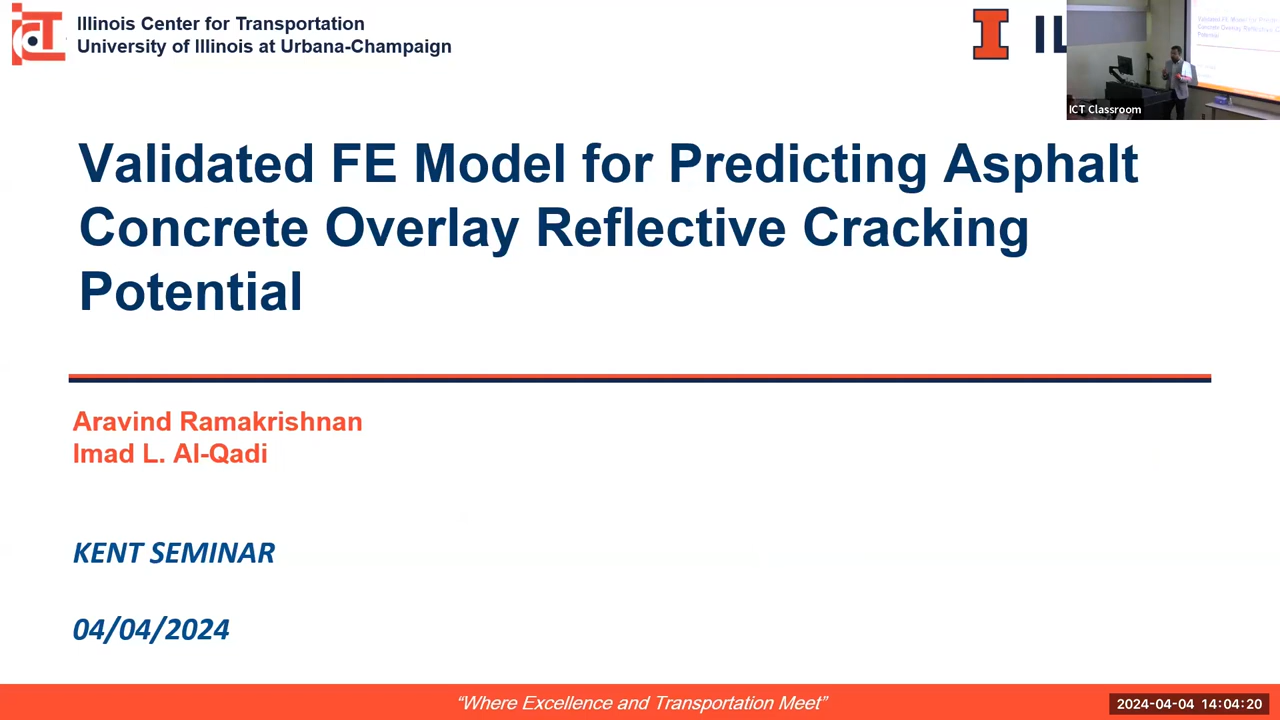 Illinois Center for Transportation
University of Illinois at Urbana-Champaign
ICT Classroom
Validated FE Model for Predicting Asphalt
Concrete Overlay Reflective Cracking
Potential
Aravind Ramakrishnan
Imad L. Al-Qadi
KENT SEMINAR
04/04/2024
“Where Excellence and Transportation Meet”
2024-04-04 14:04:20